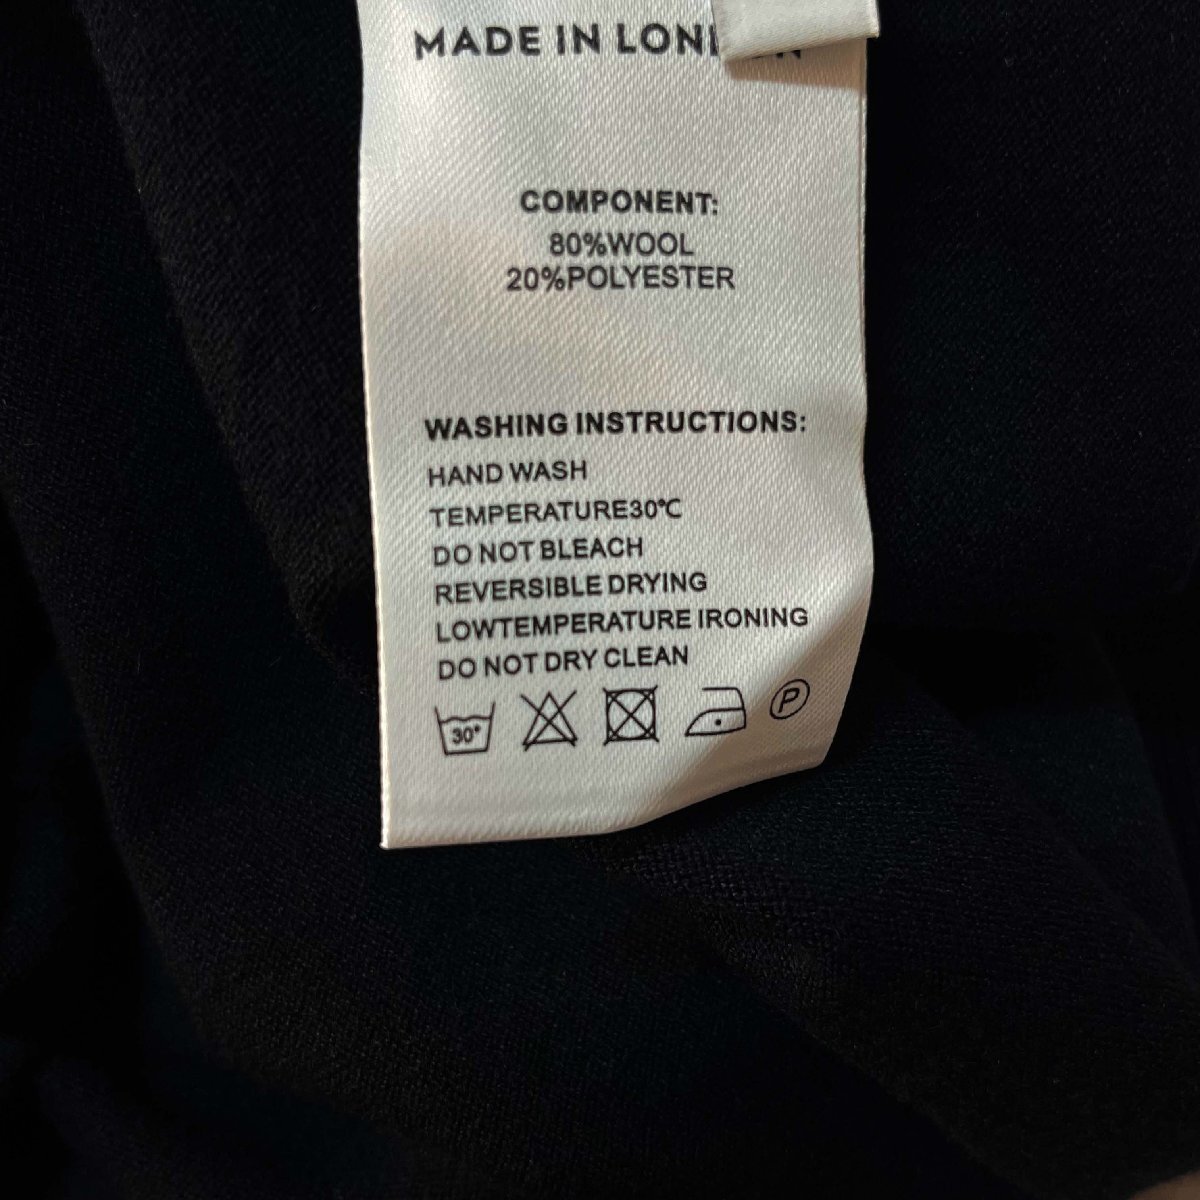 MADE IN
COMPONENT:
80%WOOL
20%POLYESTER
WASHING INSTRUCTIONS:
HAND WASH
TEMPERATURE30℃
DO NOT BLEACH
REVERSIBLE DRYING
LOWTEMPERATURE IRONING
DO NOT DRY CLEAN
30°
P